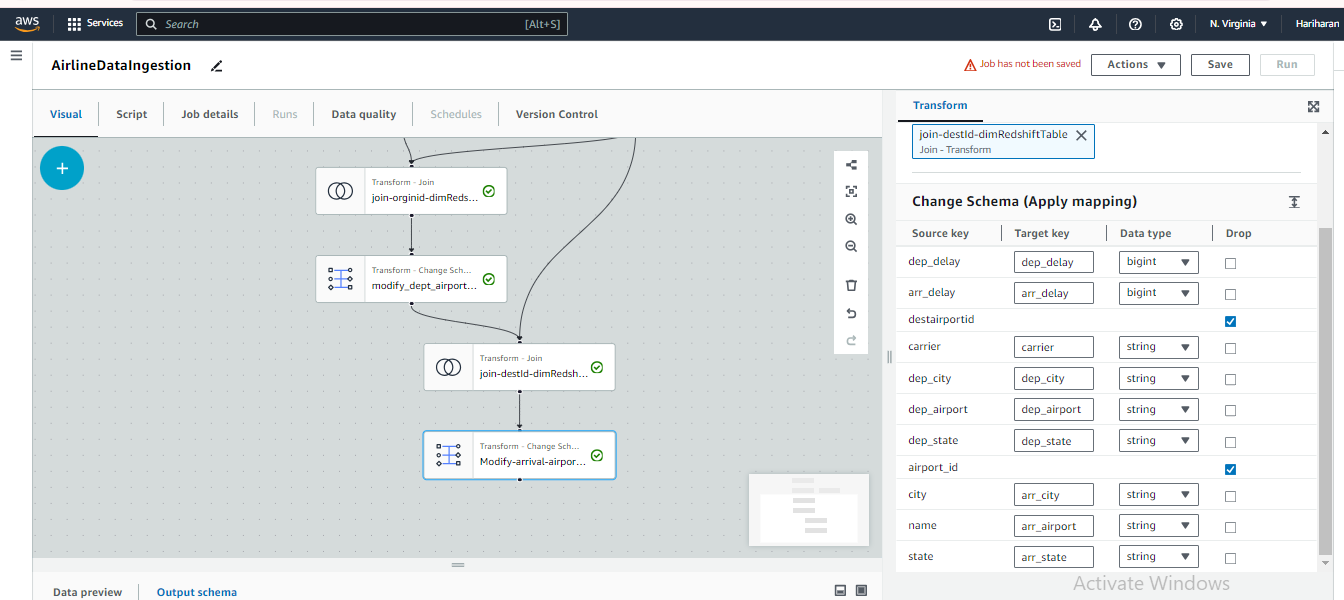 aws Services Search [Alt+S] N. Virginia Hariharan
AirlineDataIngestion Job has not been saved Actions Save Run
Visual Script Job details Runs Data quality Schedules Version Control
Transform - Join
join-orginid-dimReds...
Transform - Change Sch...
modify_dept_airport...
Transform - Join
join-destId-dimRedsh...
Transform - Change Sch...
Modify-arrival-airpor...
Data preview Output schema
Transform
join-destId-dimRedshiftTable
Join - Transform
Change Schema (Apply mapping)
Source key Target key Data type Drop
dep_delay dep_delay bigint
arr_delay arr_delay bigint
destairportid
carrier carrier string
dep_city dep_city string
dep_airport dep_airport string
dep_state dep_state string
airport_id
city arr_city string
name arr_airport string
state arr_state string
Activate Windows